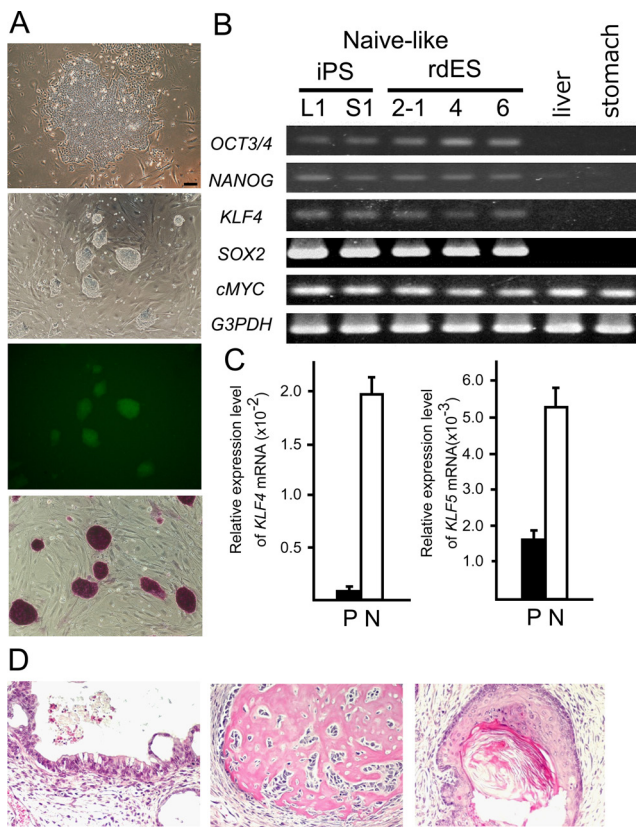 A
B
Naive-like
iPS
rdES
L1 S1 2-1 4 6 liver stomach
OCT3/4
NANOG
KLF4
SOX2
cMYC
G3PDH
C
Relative expression level
of KLF4 mRNA (x10-2)
2.0
1.5
1.0
0.5
P N
Relative expression level
of KLF5 mRNA(x10-3)
6.0
5.0
4.0
2.0
1.0
P N
D